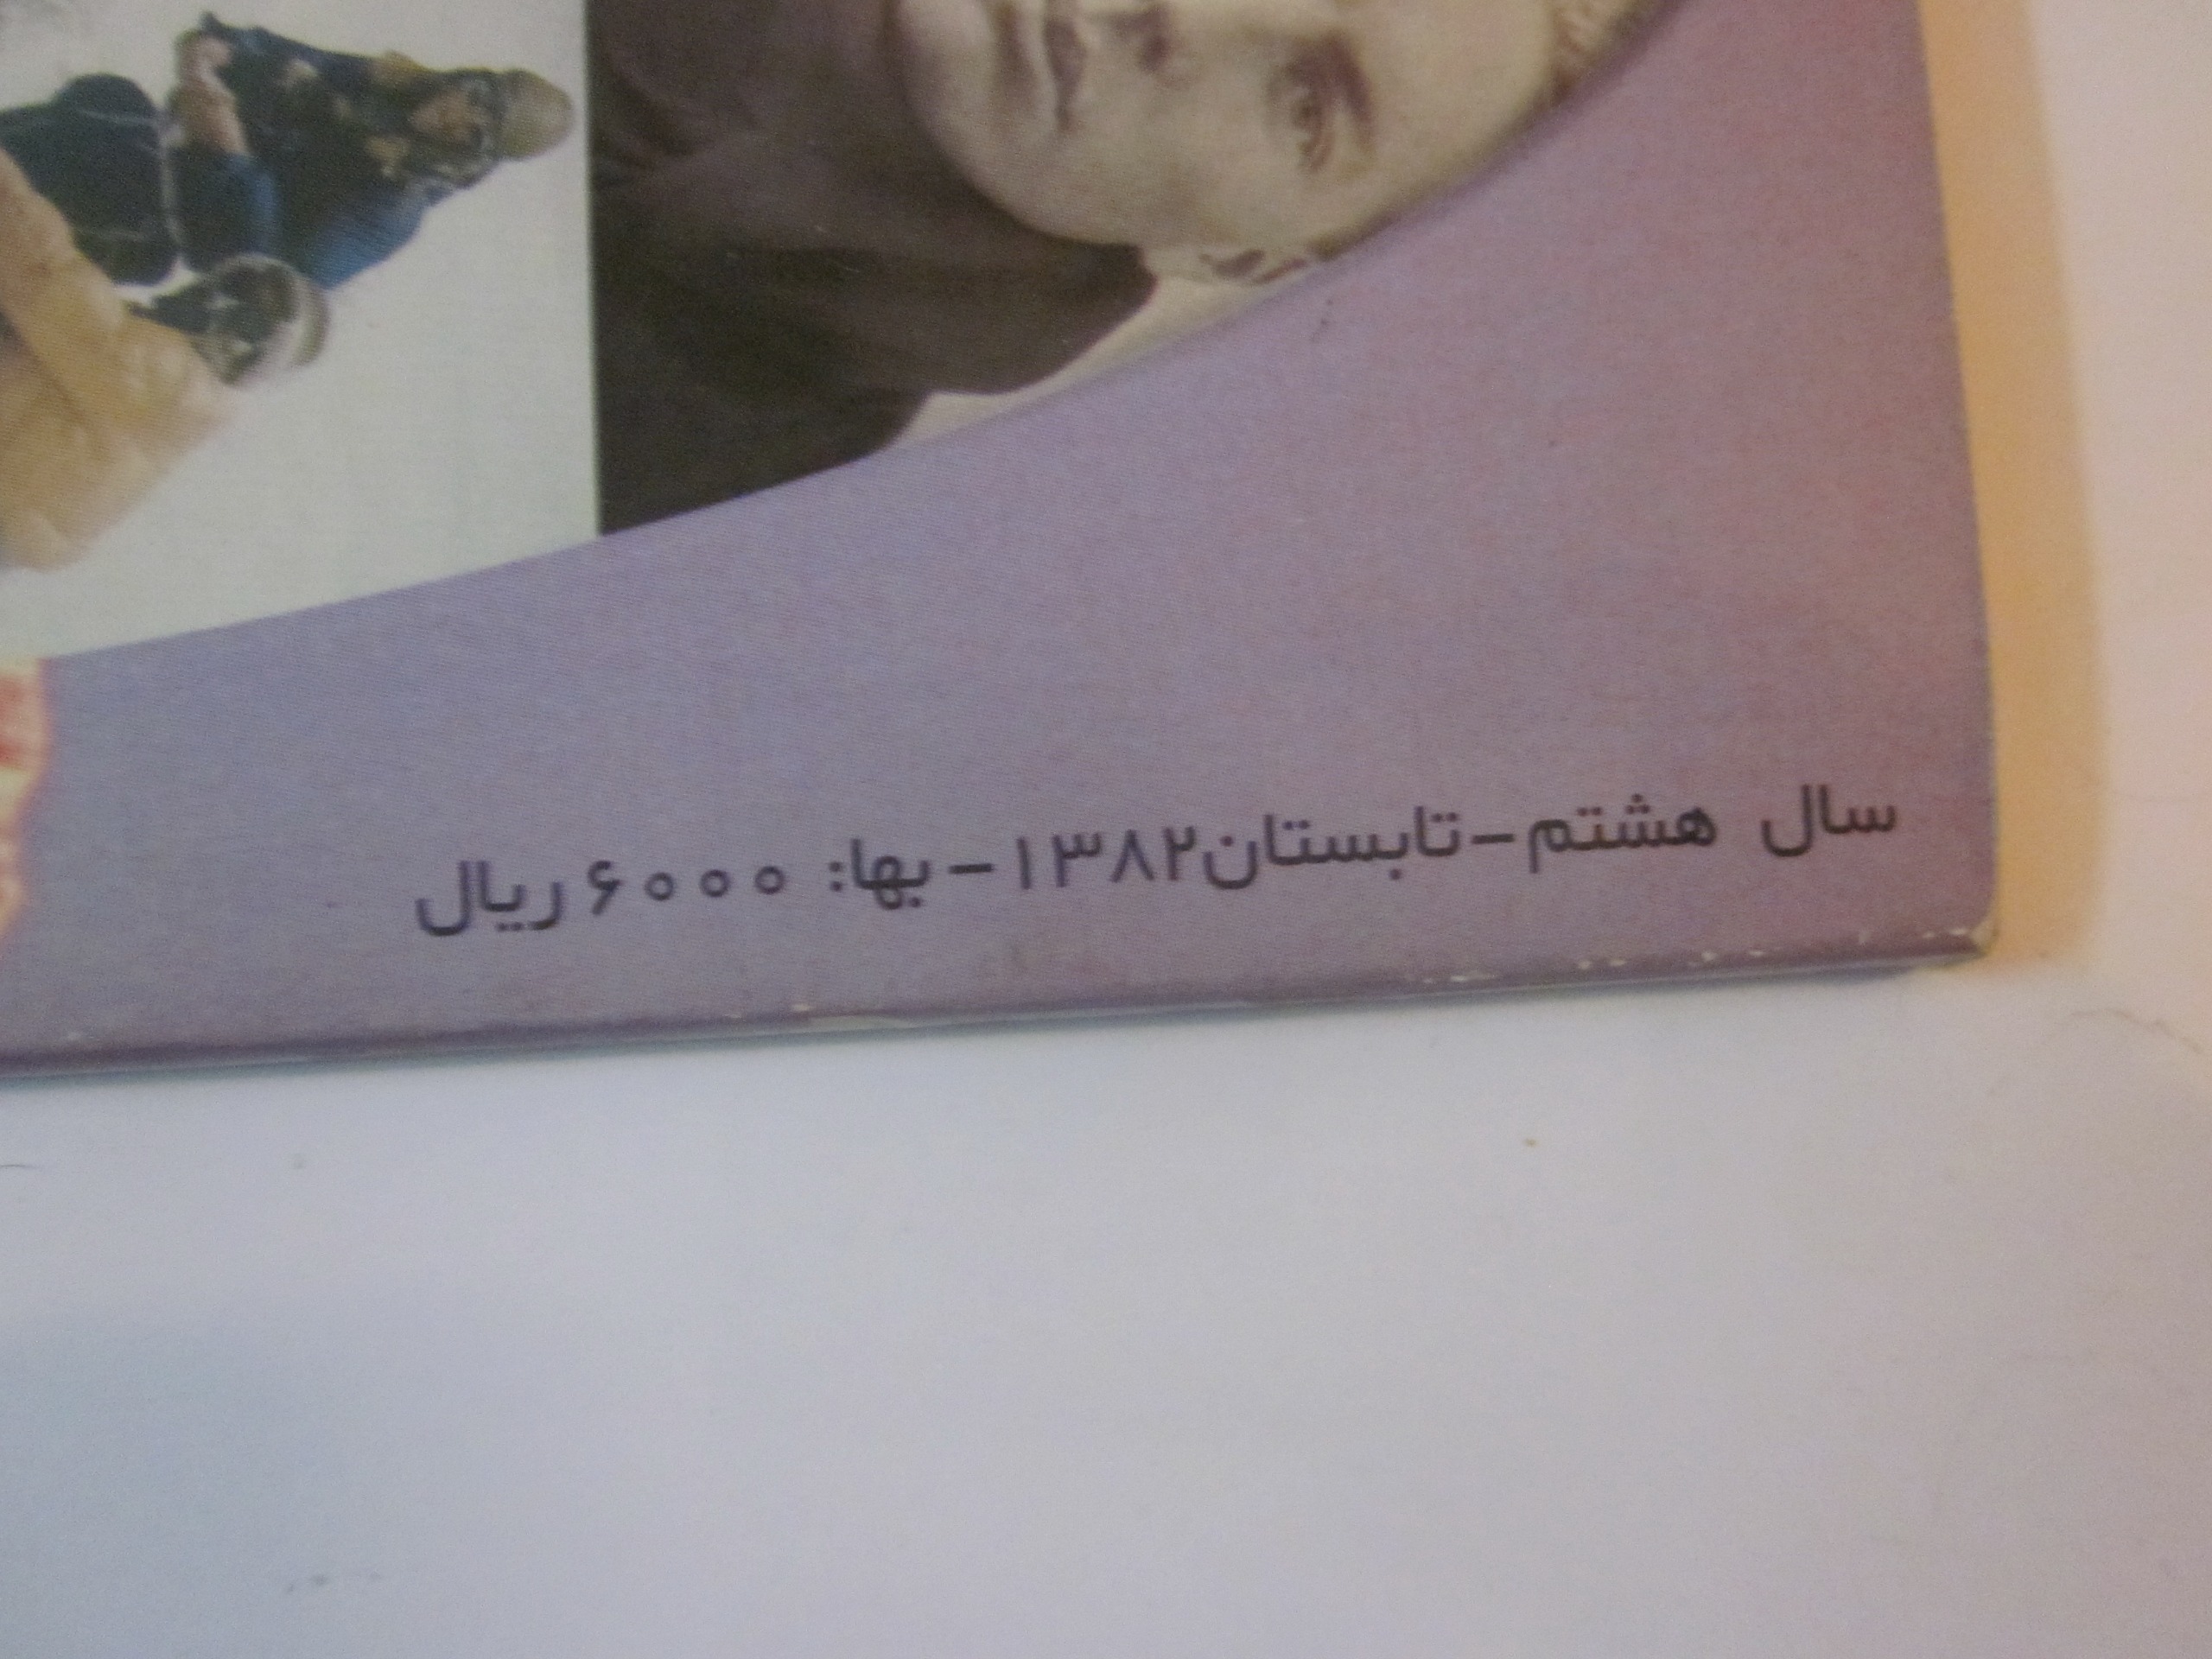 سال هشتم - تابستان۱۳۸۲ - بها: ۶۰۰۰ ریال